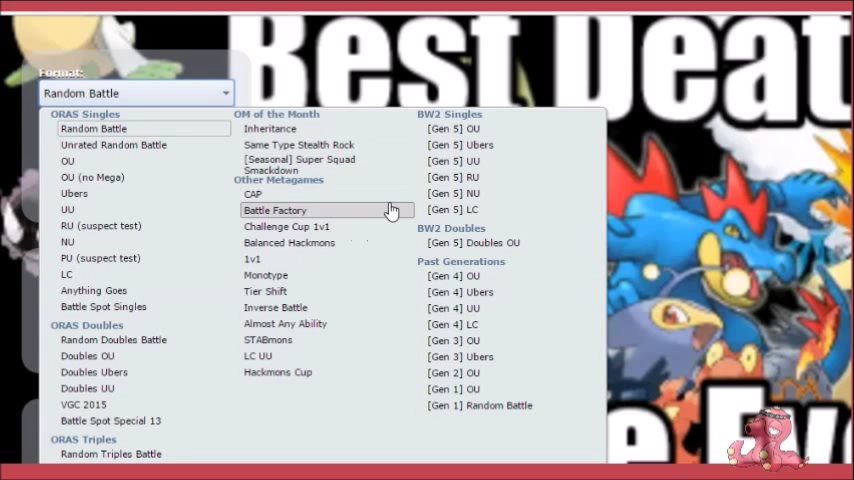 Best Deat
Format:
Random Battle
ORAS Singles
Random Battle
Unrated Random Battle
OU
OU (no Mega)
Ubers
UU
RU (suspect test)
NU
PU (suspect test)
LC
Anything Goes
Battle Spot Singles
ORAS Doubles
Random Doubles Battle
Doubles OU
Doubles Ubers
Doubles UU
VGC 2015
Battle Spot Special 13
ORAS Triples
Random Triples Battle
OM of the Month
Inheritance
Same Type Stealth Rock
[Seasonal] Super Squad
Smackdown
Other Metagames
CAP
Battle Factory
Challenge Cup 1v1
Balanced Hackmons
1v1
Monotype
Tier Shift
Inverse Battle
Almost Any Ability
STABmons
LC UU
Hackmons Cup
BW2 Singles
[Gen 5] OU
[Gen 5] Ubers
[Gen 5] UU
[Gen 5] RU
[Gen 5] NU
[Gen 5] LC
BW2 Doubles
[Gen 5] Doubles OU
Past Generations
[Gen 4] OU
[Gen 4] Ubers
[Gen 4] UU
[Gen 4] LC
[Gen 3] OU
[Gen 3] Ubers
[Gen 2] OU
[Gen 1] OU
[Gen 1] Random Battle